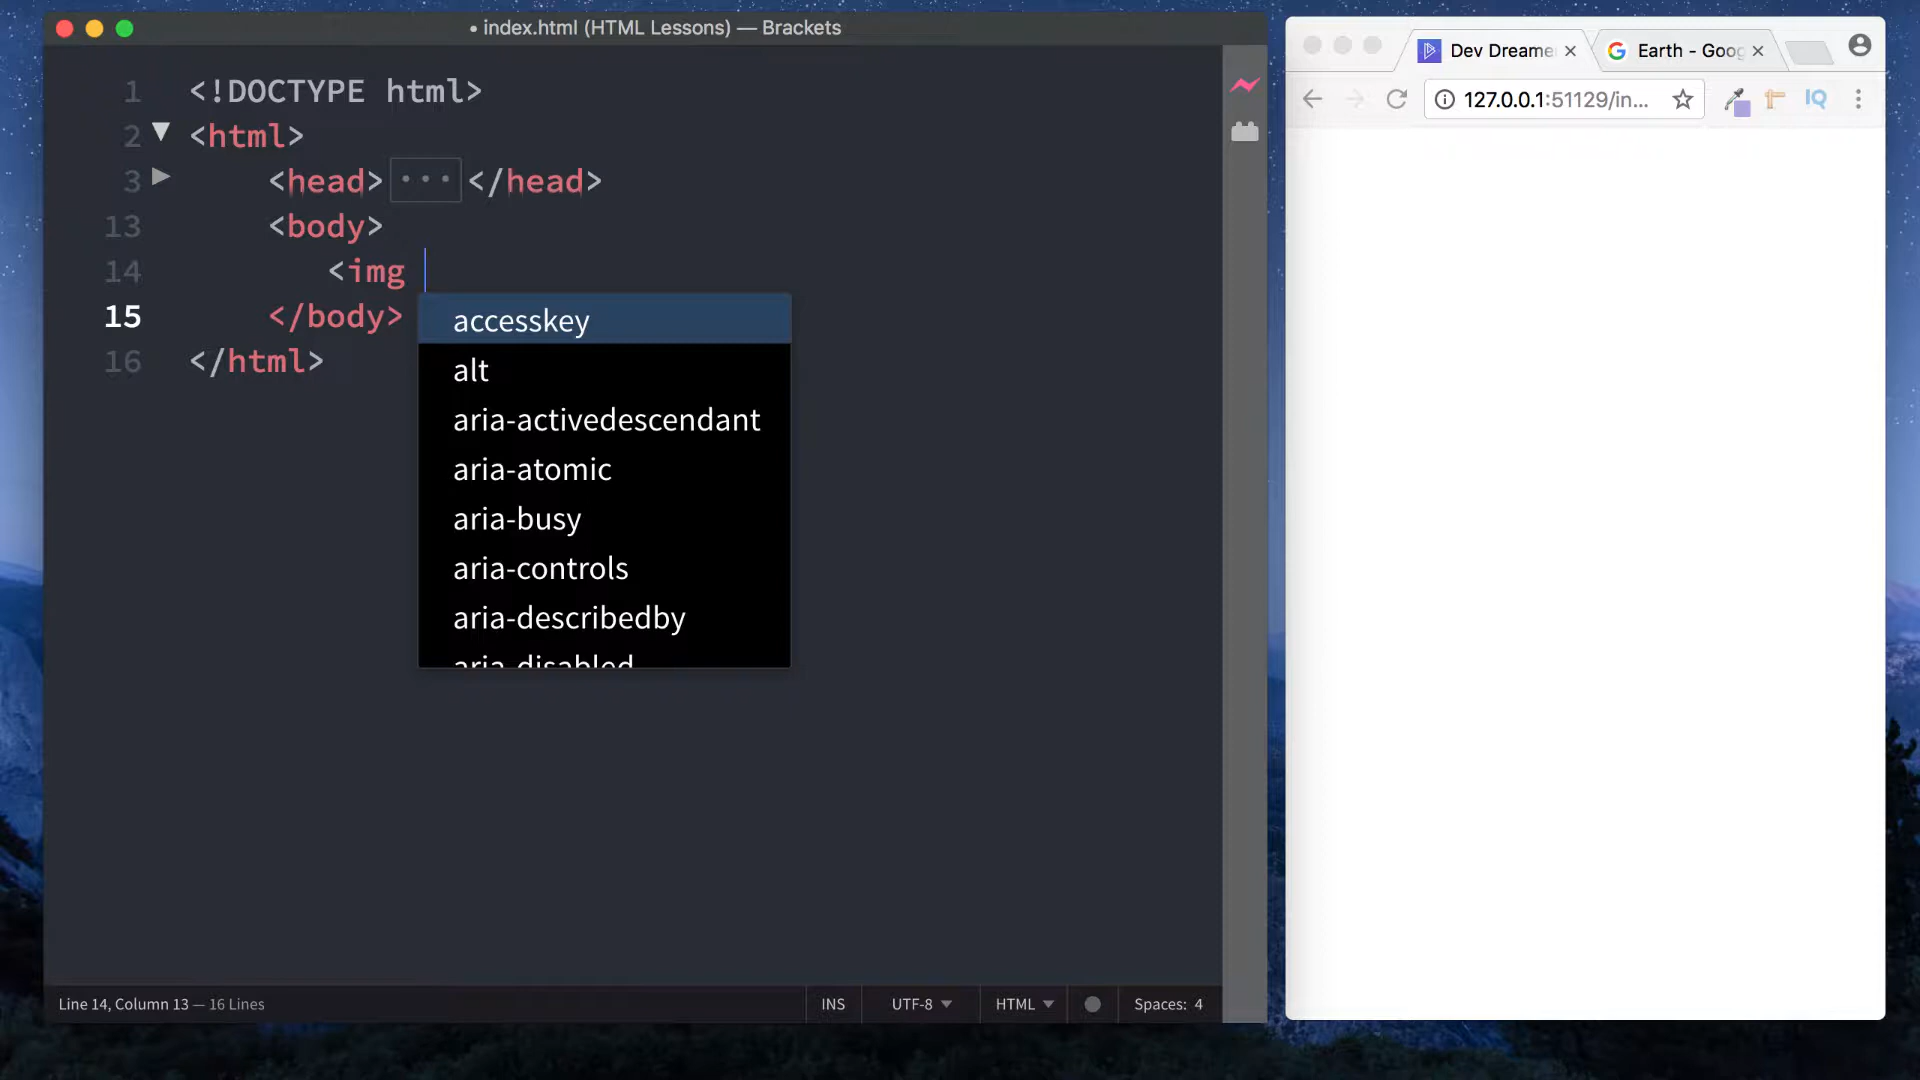 • index.html (HTML Lessons) — Brackets
1 <!DOCTYPE html>
2 <html>
3 <head>···</head>
13 <body>
14 <img
15 </body>
16 </html>
accesskey
alt
aria-activedescendant
aria-atomic
aria-busy
aria-controls
aria-describedby
aria-disabled
Line 14, Column 13 — 16 Lines
INS
UTF-8
HTML
Spaces: 4
Dev Dreame
Earth - Goog
127.0.0.1:51129/in...
IQ